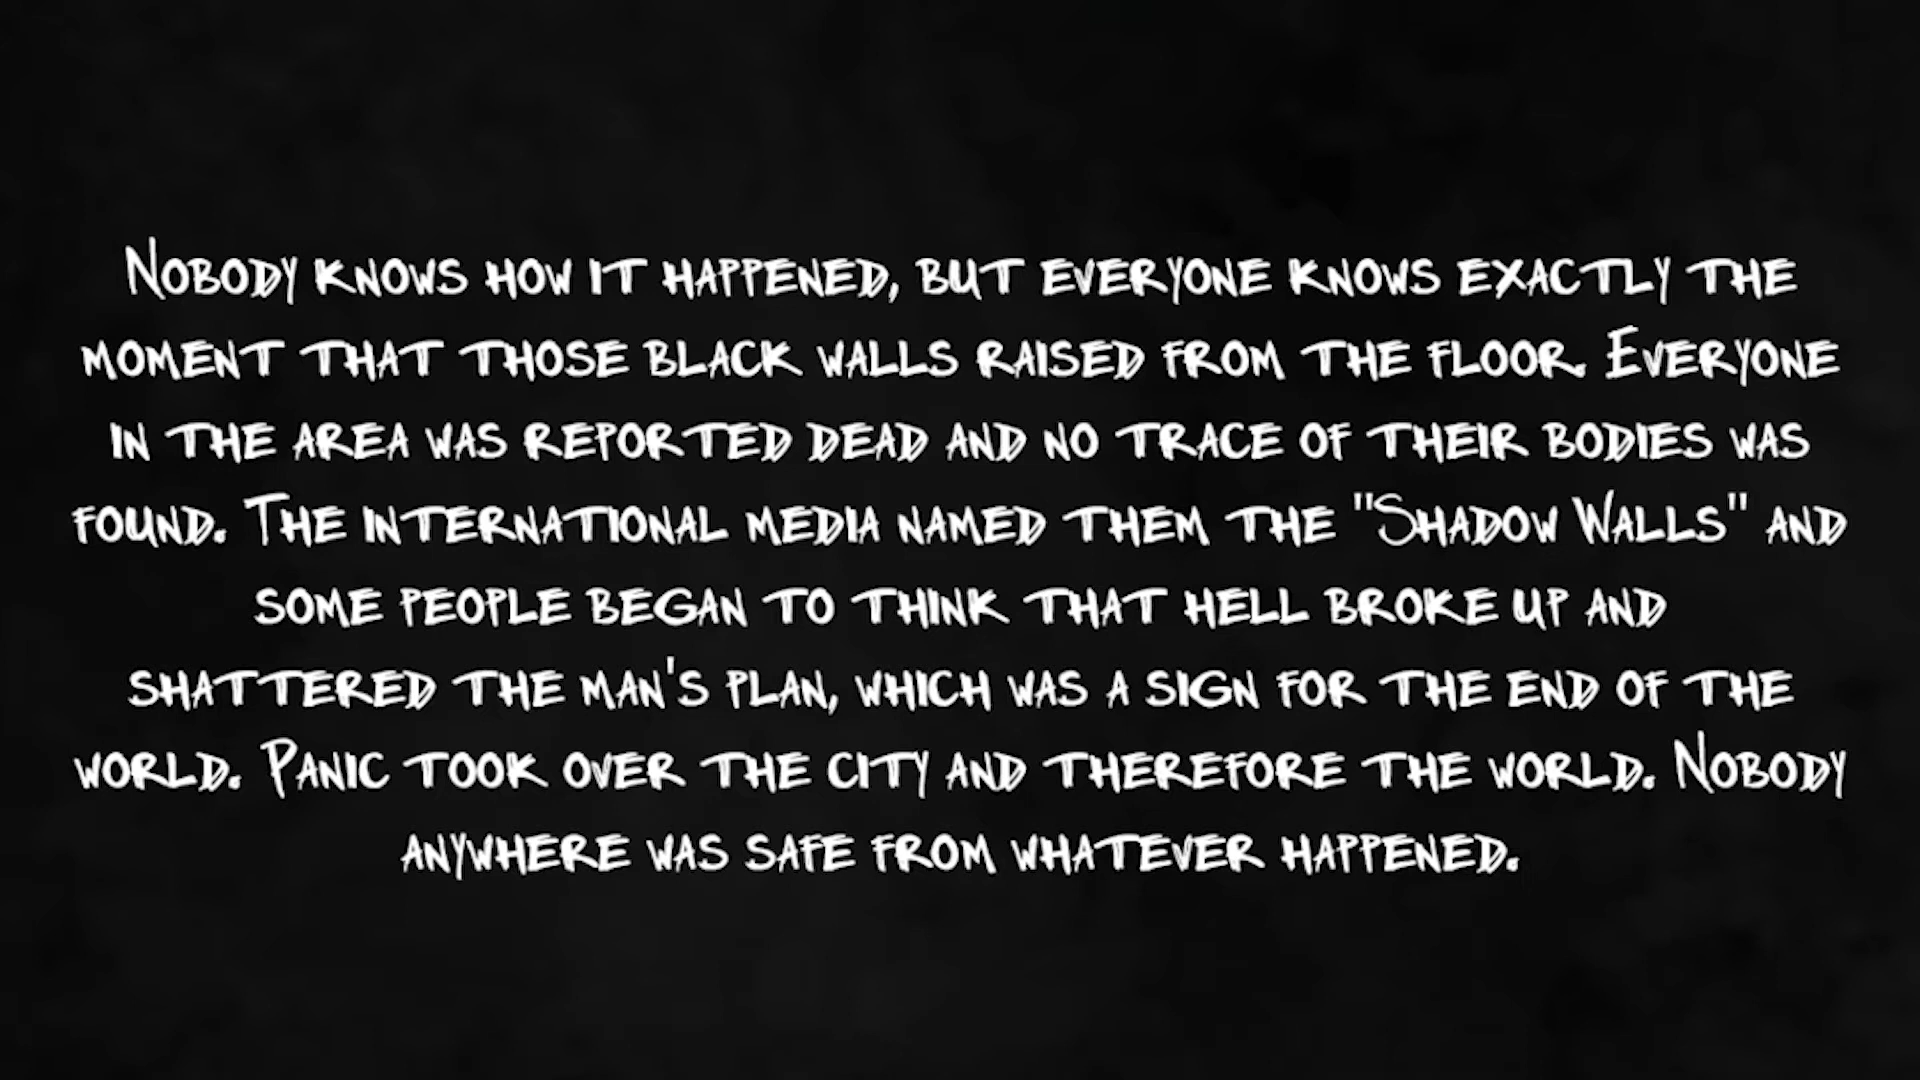 Nobody knows how it happened, but everyone knows exactly the
moment that those black walls raised from the floor. Everyone
in the area was reported dead and no trace of their bodies was
found. The international media named them the "Shadow Walls" and
some people began to think that hell broke up and
shattered the man's plan, which was a sign for the end of the
world. Panic took over the city and therefore the world. Nobody
anywhere was safe from whatever happened.